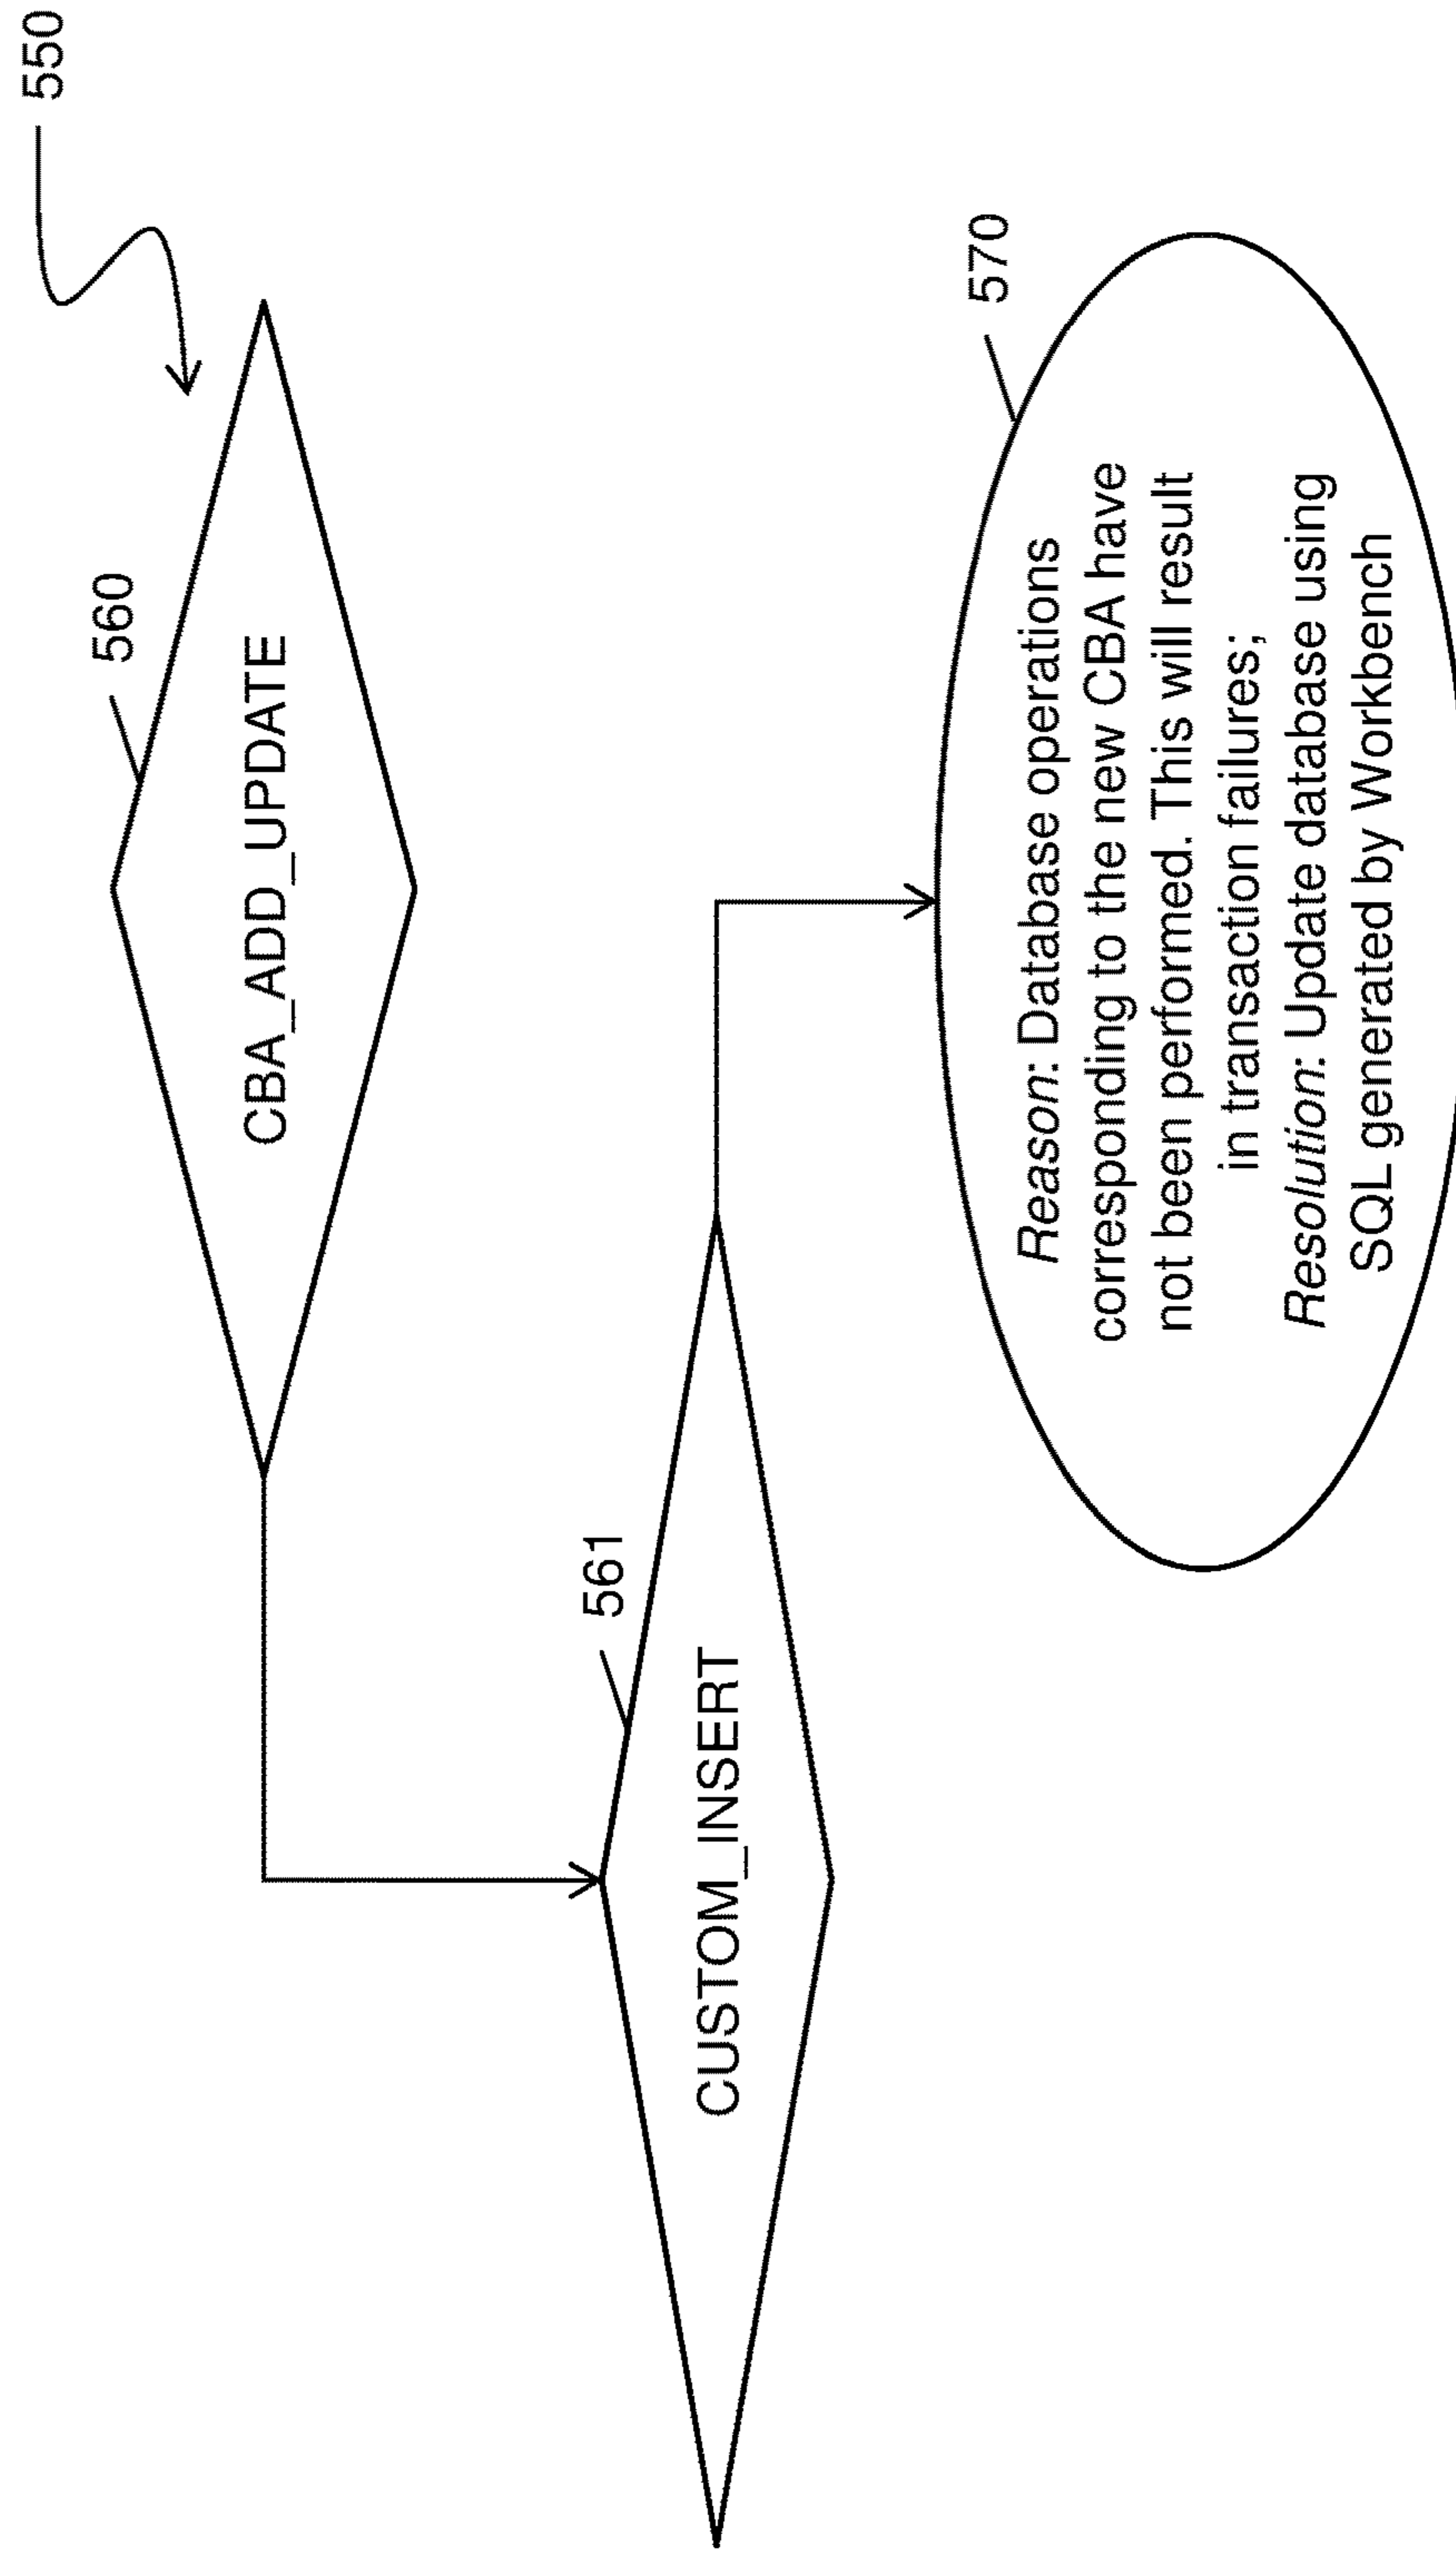 550
560
CBA_ADD_UPDATE
561
CUSTOM_INSERT
570
Reason: Database operations
corresponding to the new CBA have
not been performed. This will result
in transaction failures;
Resolution: Update database using
SQL generated by Workbench